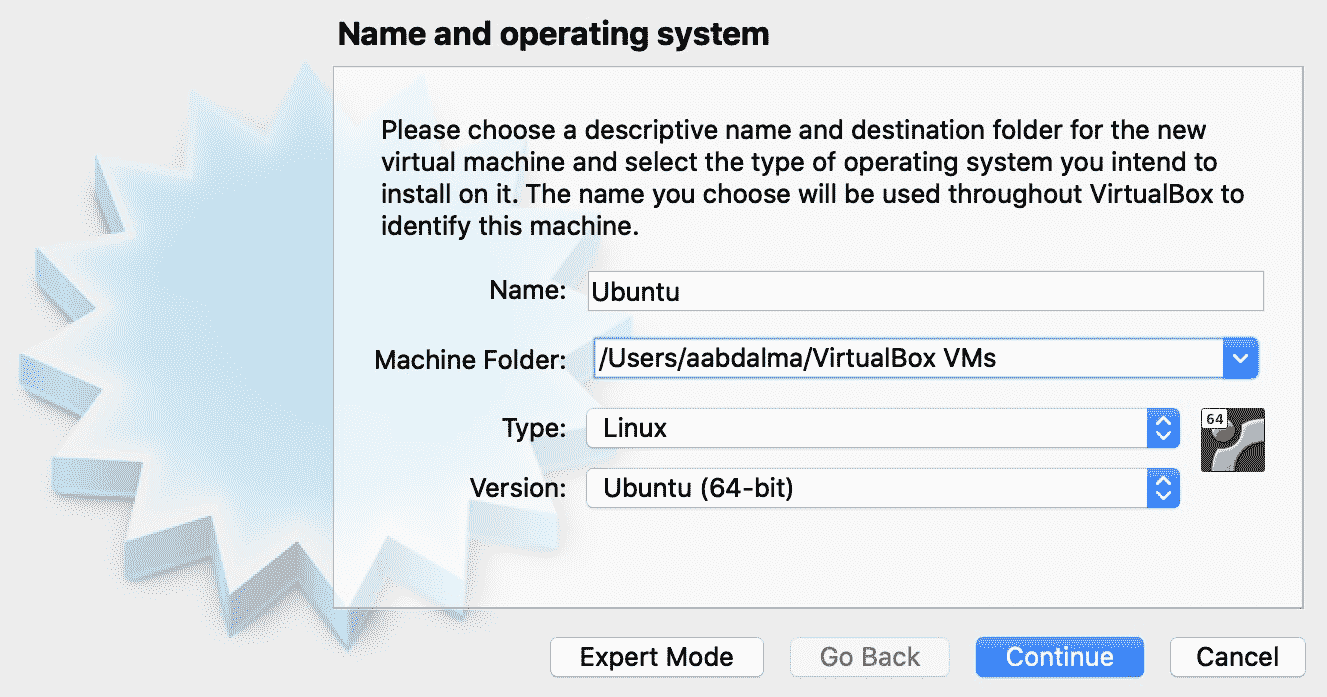 Name and operating system
Please choose a descriptive name and destination folder for the new
virtual machine and select the type of operating system you intend to
install on it. The name you choose will be used throughout VirtualBox to
identify this machine.
Name: Ubuntu
Machine Folder: /Users/aabdalma/VirtualBox VMs
Type: Linux
64
Version: Ubuntu (64-bit)
Expert Mode Go Back Continue Cancel